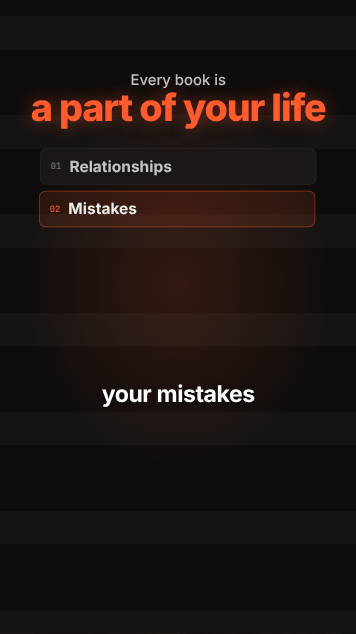 Every book is
a part of your life
01 Relationships
02 Mistakes
your mistakes